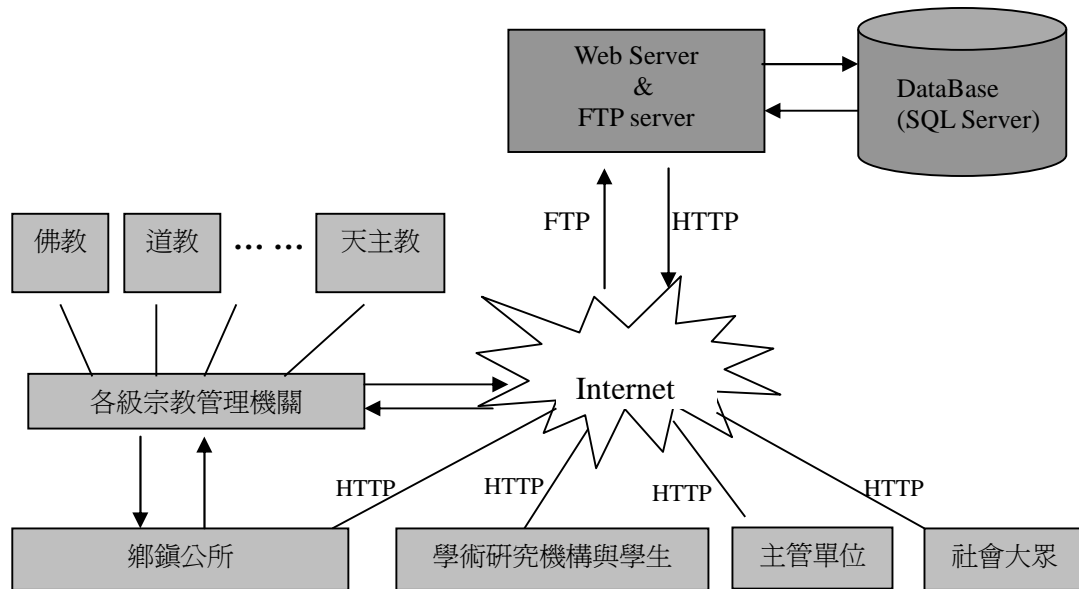 Web Server
&
FTP server
DataBase
(SQL Server)
FTP
HTTP
佛教
道教
... ...
天主教
各級宗教管理機關
Internet
HTTP
HTTP
HTTP
HTTP
鄉鎮公所
學術研究機構與學生
主管單位
社會大眾